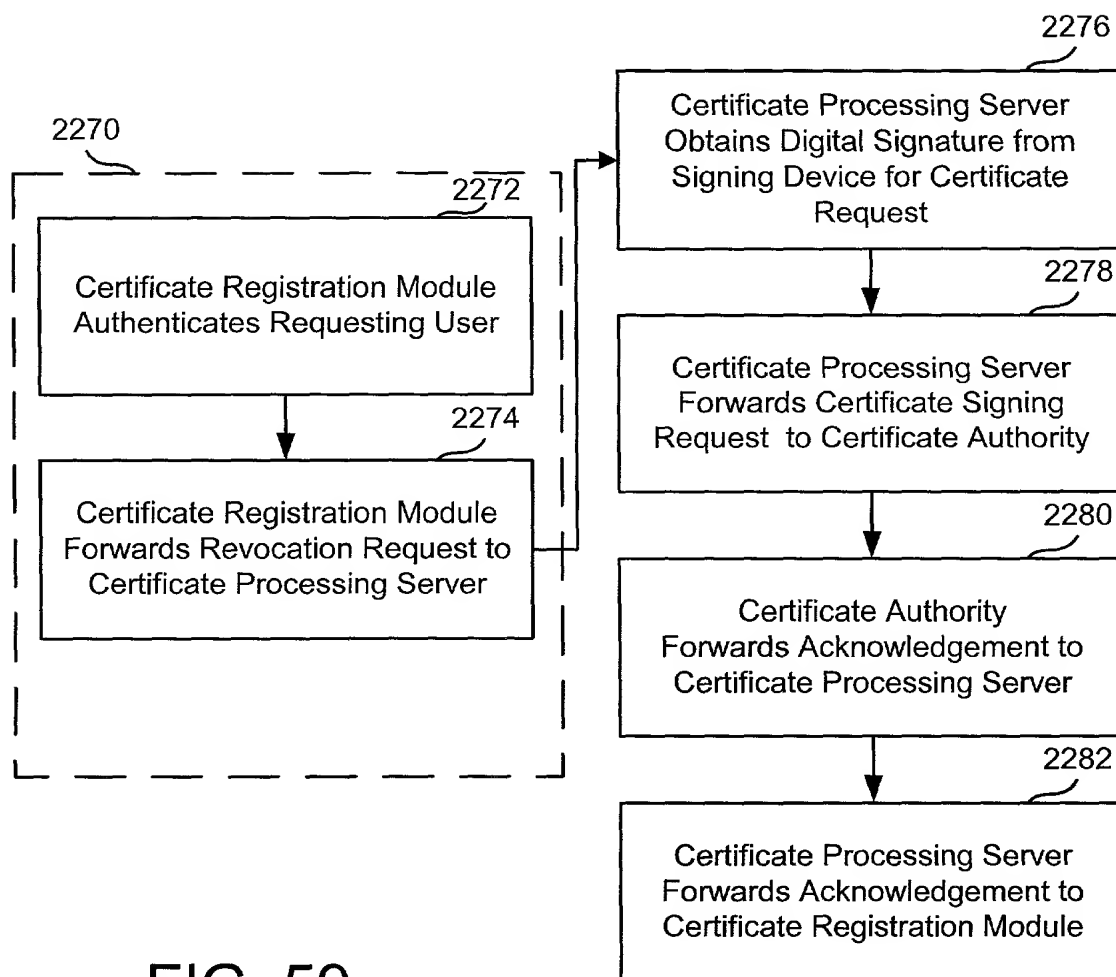 2270
2272
Certificate Registration Module
Authenticates Requesting User
2274
Certificate Registration Module
Forwards Revocation Request to
Certificate Processing Server
2276
Certificate Processing Server
Obtains Digital Signature from
Signing Device for Certificate
Request
2278
Certificate Processing Server
Forwards Certificate Signing
Request to Certificate Authority
2280
Certificate Authority
Forwards Acknowledgement to
Certificate Processing Server
2282
Certificate Processing Server
Forwards Acknowledgement to
Certificate Registration Module
FIG. 59